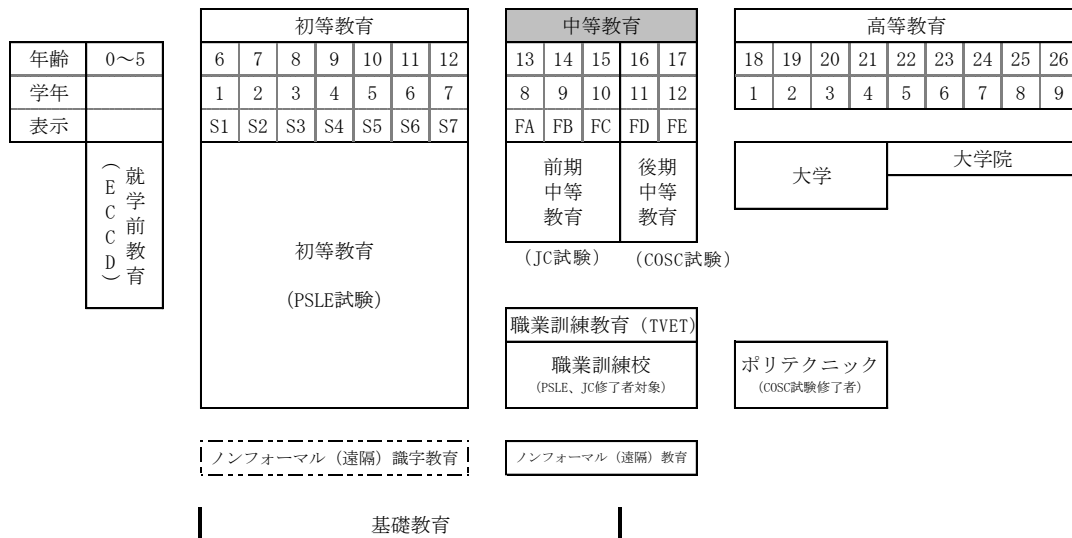 初等教育 中等教育 高等教育
年齢 0～5 6 7 8 9 10 11 12 13 14 15 16 17 18 19 20 21 22 23 24 25 26
学年 1 2 3 4 5 6 7 8 9 10 11 12 1 2 3 4 5 6 7 8 9
表示 S1 S2 S3 S4 S5 S6 S7 FA FB FC FD FE
就学前教育
(ECCD)
初等教育
(PSLE試験)
前期
中等
教育
後期
中等
教育
大学
大学院
(JC試験) (COSC試験)
職業訓練教育 (TVET)
職業訓練校
(PSLE、JC修了者対象)
ポリテクニック
(COSC試験修了者)
ノンフォーマル (遠隔) 識字教育 ノンフォーマル (遠隔) 教育
基礎教育